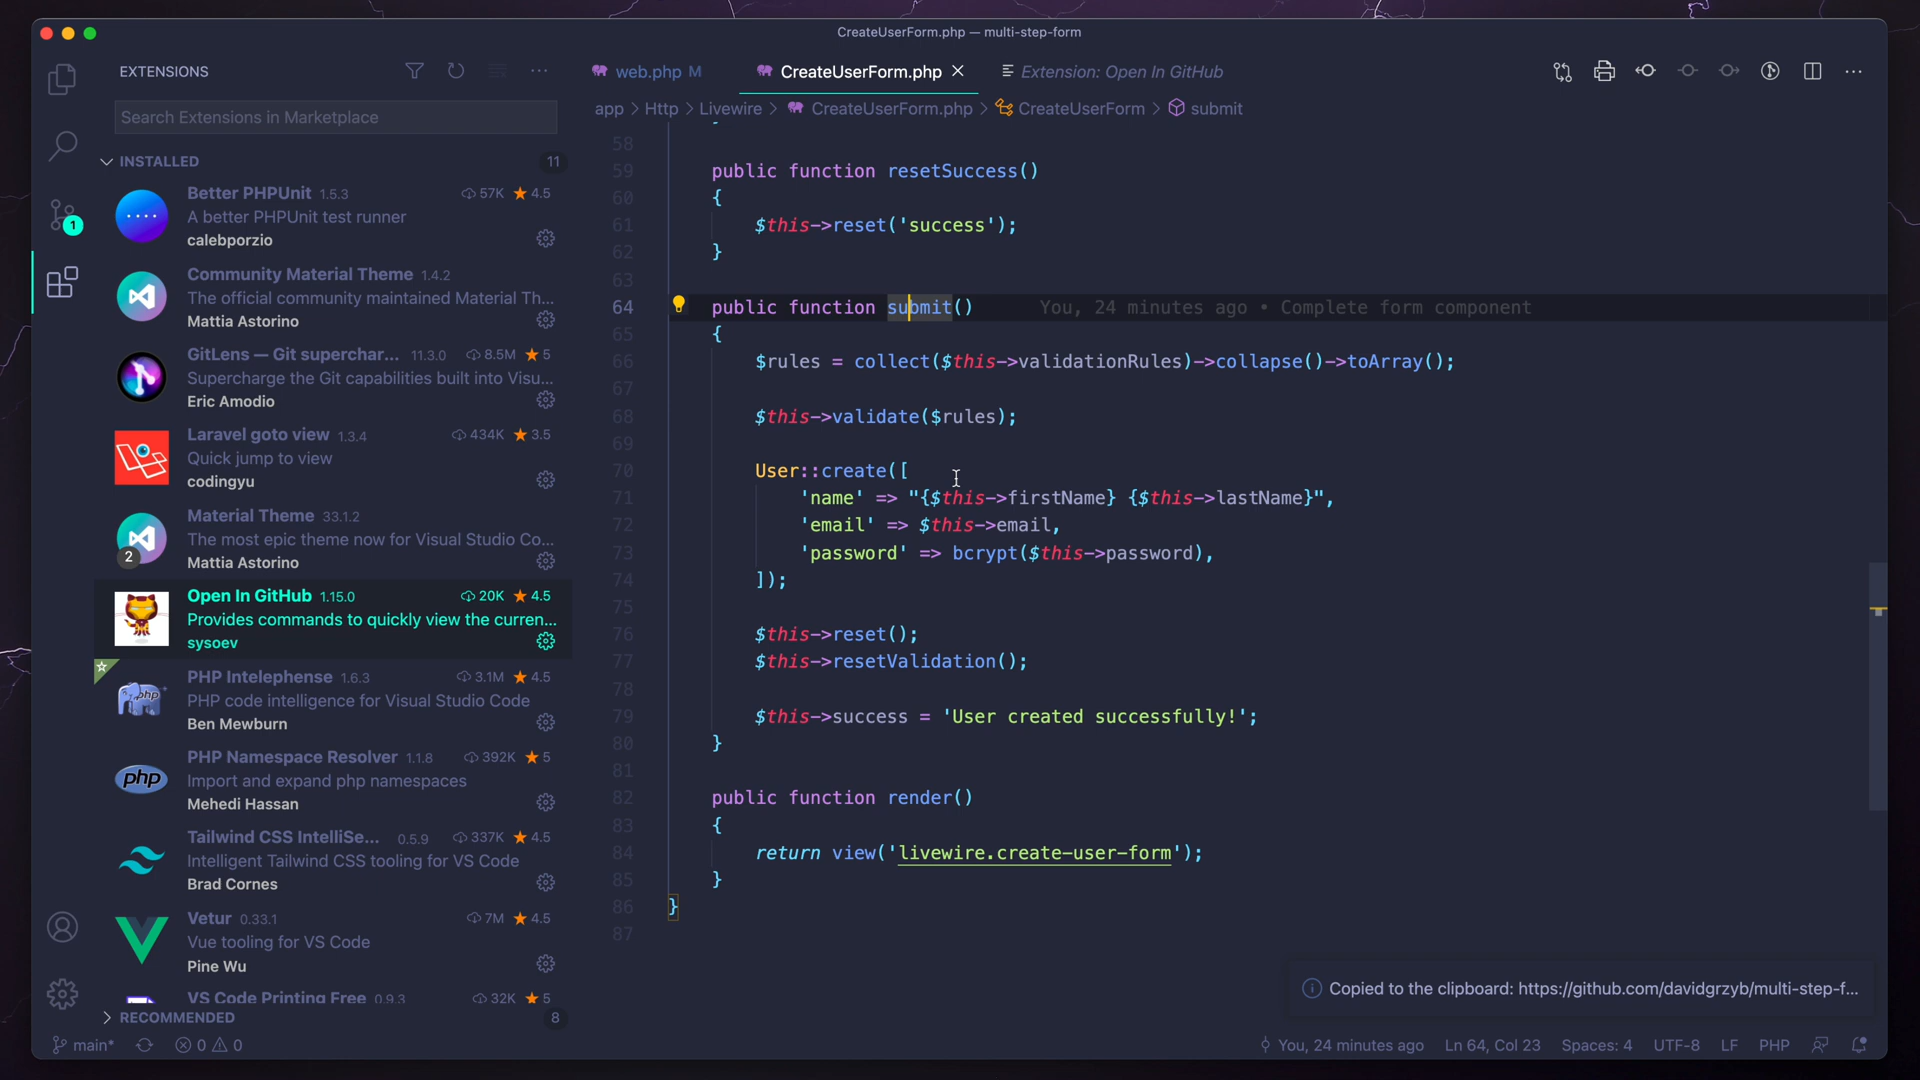 CreateUserForm.php — multi-step-form
EXTENSIONS
Search Extensions in Marketplace
INSTALLED 11
Better PHPUnit 1.5.3 57K 4.5
A better PHPUnit test runner
calebporzio
Community Material Theme 1.4.2
The official community maintained Material Th...
Mattia Astorino
GitLens — Git superchar... 11.3.0 8.5M 5
Supercharge the Git capabilities built into Visu...
Eric Amodio
Laravel goto view 1.3.4 434K 3.5
Quick jump to view
codingyu
Material Theme 33.1.2
The most epic theme now for Visual Studio Co...
Mattia Astorino
2
Open In GitHub 1.15.0 20K 4.5
Provides commands to quickly view the curren...
sysoev
PHP Intelephense 1.6.3 3.1M 4.5
PHP code intelligence for Visual Studio Code
Ben Mewburn
php
PHP Namespace Resolver 1.1.8 392K 5
Import and expand php namespaces
Mehedi Hassan
php
Tailwind CSS IntelliSe... 0.5.9 337K 4.5
Intelligent Tailwind CSS tooling for VS Code
Brad Cornes
Vetur 0.33.1 7M 4.5
Vue tooling for VS Code
Pine Wu
VS Code Printing Free 0.9.3 32K 5
RECOMMENDED 8
1
web.php M
CreateUserForm.php
Extension: Open In GitHub
app > Http > Livewire > CreateUserForm.php > CreateUserForm > submit
58
59 public function resetSuccess()
60 {
61 $this->reset('success');
62 }
63
64 public function submit() You, 24 minutes ago • Complete form component
65 {
66 $rules = collect($this->validationRules)->collapse()->toArray();
67
68 $this->validate($rules);
69
70 User::create([
71 'name' => "{$this->firstName} {$this->lastName}",
72 'email' => $this->email,
73 'password' => bcrypt($this->password),
74 ]);
75
76 $this->reset();
77 $this->resetValidation();
78
79 $this->success = 'User created successfully!';
80 }
81
82 public function render()
83 {
84 return view('livewire.create-user-form');
85 }
86 }
87
Copied to the clipboard: https://github.com/davidgrzyb/multi-step-f...
main* 0 0 You, 24 minutes ago Ln 64, Col 23 Spaces: 4 UTF-8 LF PHP